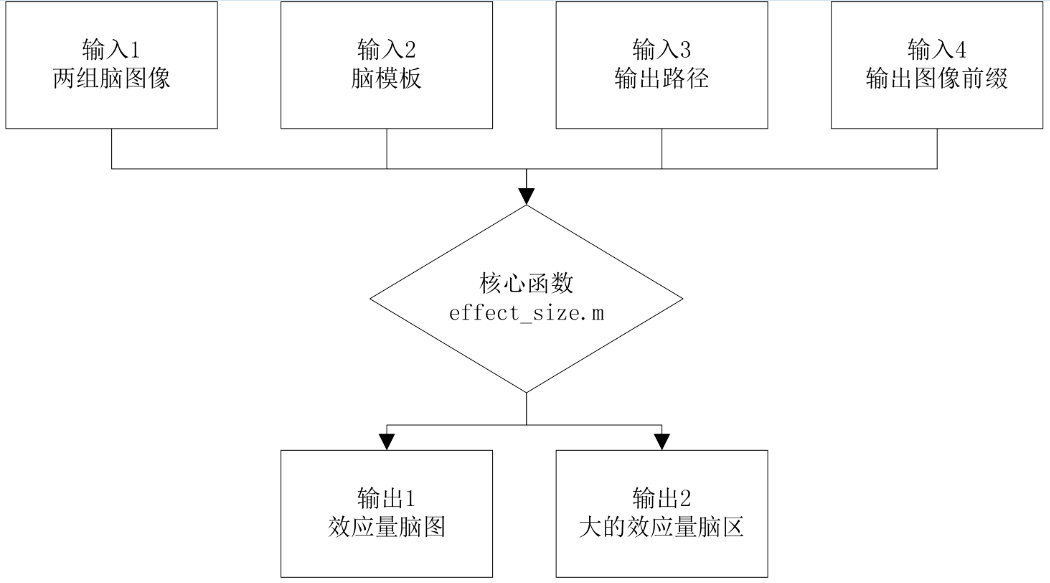 输入1
两组脑图像
输入2
脑模板
输入3
输出路径
输入4
输出图像前缀
核心函数
effect_size.m
输出1
效应量脑图
输出2
大的效应量脑区